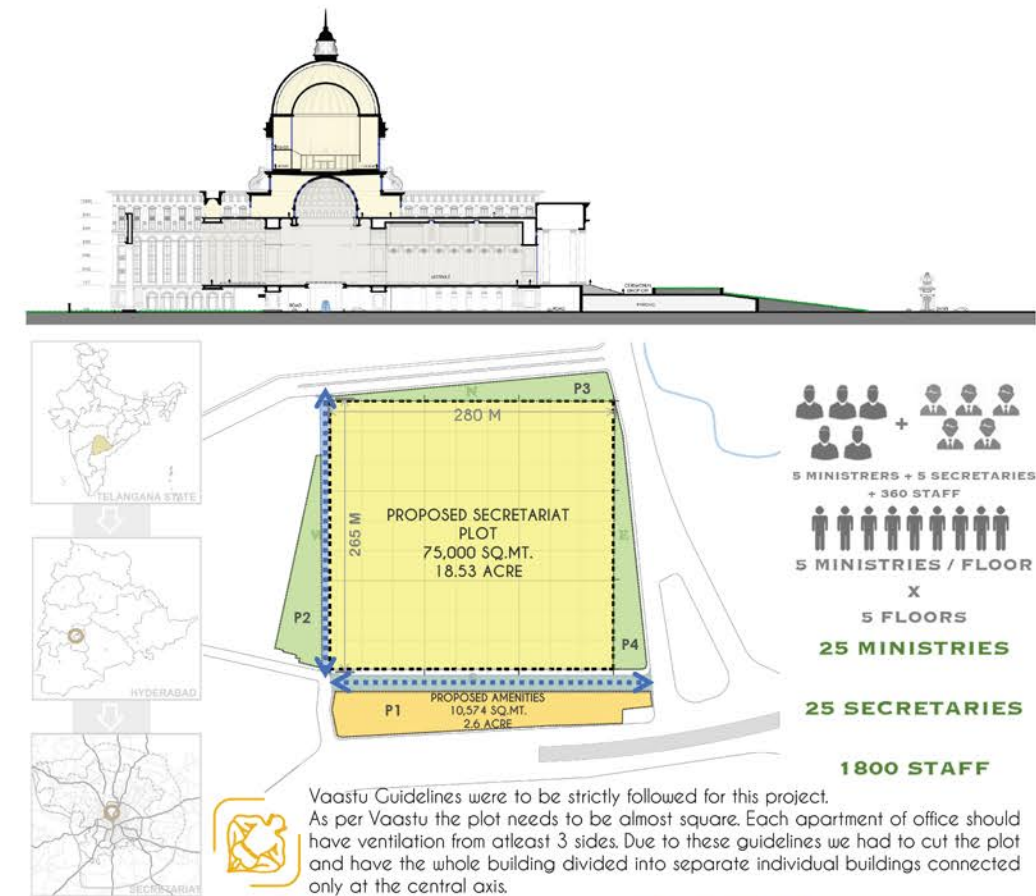 TELANGANA STATE
HYDERABAD
SECRETARIAT
P3
N
280 M
265 M
W
E
PROPOSED SECRETARIAT
PLOT
75,000 SQ.MT.
18.53 ACRE
P2
P4
PROPOSED AMENITIES
10,574 SQ.MT.
2.6 ACRE
P1
+
5 MINISTRERS + 5 SECRETARIES
+ 360 STAFF
5 MINISTRIES / FLOOR
X
5 FLOORS
25 MINISTRIES
25 SECRETARIES
1800 STAFF
Vaastu Guidelines were to be strictly followed for this project.
As per Vaastu the plot needs to be almost square. Each apartment of office should
have ventilation from atleast 3 sides. Due to these guidelines we had to cut the plot
and have the whole building divided into separate individual buildings connected
only at the central axis.